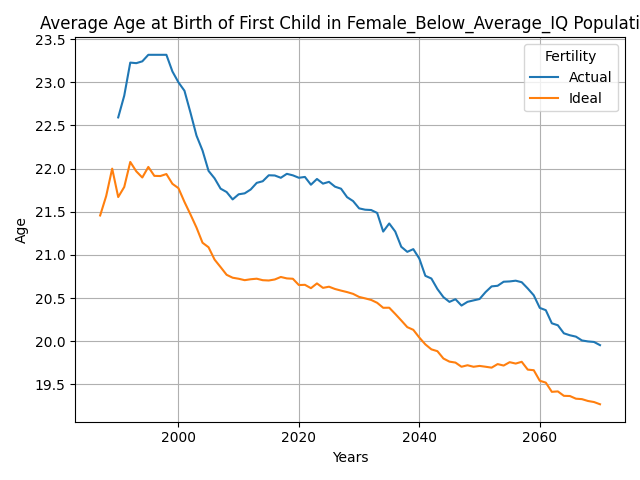 Average Age at Birth of First Child in Female_Below_Average_IQ Populati
Fertility
Actual
Ideal
23.5
23.0
22.5
22.0
21.5
21.0
20.5
20.0
19.5
Age
2000
2020
2040
2060
Years